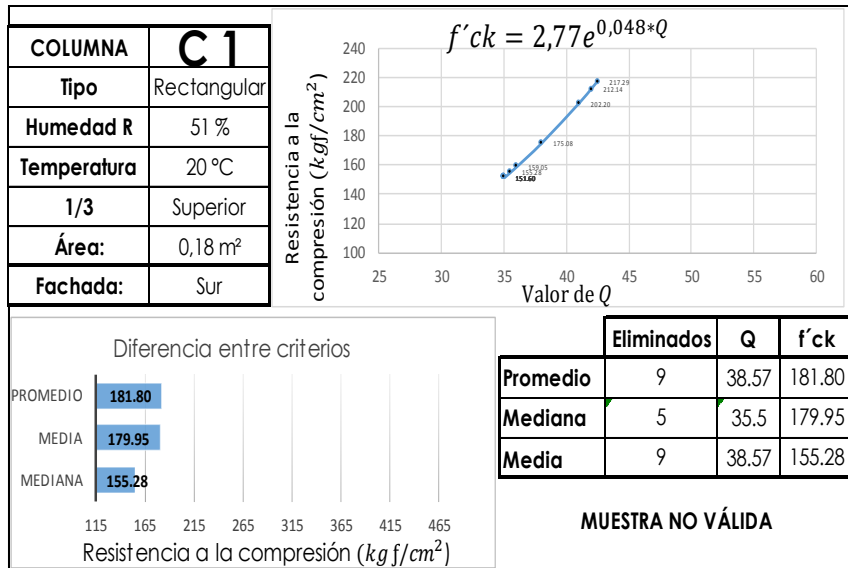 COLUMNA C 1
Tipo Rectangular
Humedad R 51 %
Temperatura 20 °C
1/3 Superior
Área: 0,18 m²
Fachada: Sur
f´ck = 2,77e^{0,048*Q}
Resistencia a la
compresión (kgf/cm²)
240
220
200
180
160
140
120
100
217.29
212.14
202.20
175.08
159.05
155.28
25 30 35 40 45 50 55 60
Valor de Q
Diferencia entre criterios
PROMEDIO 181.80
MEDIA 179.95
MEDIANA 155.28
115 165 215 265 315 365 415 465
Resistencia a la compresión (kg f/cm²)
Eliminados Q f´ck
Promedio 9 38.57 181.80
Mediana 5 35.5 179.95
Media 9 38.57 155.28
MUESTRA NO VÁLIDA